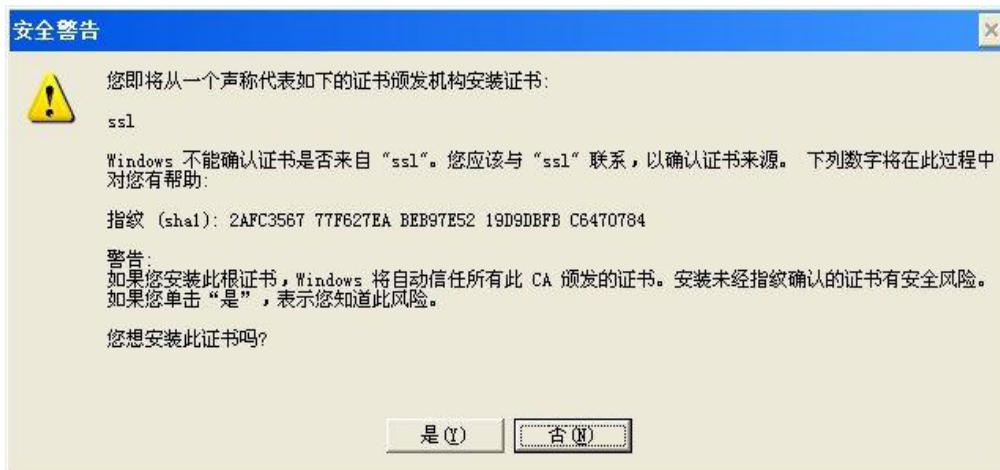 安全警告
您即将从一个声称代表如下的证书颁发机构安装证书:
ssl
Windows 不能确认证书是否来自 "ssl"。您应该与 "ssl" 联系，以确认证书来源。 下列数字将在此过程中
对您有帮助:
指纹 (sha1): 2AFC3567 77F627EA BEB97E52 19D9DBFB C6470784
警告:
如果您安装此根证书，Windows 将自动信任所有此 CA 颁发的证书。安装未经指纹确认的证书有安全风险。
如果您单击“是”，表示您知道此风险。
您想安装此证书吗?
是(Y)
否(N)